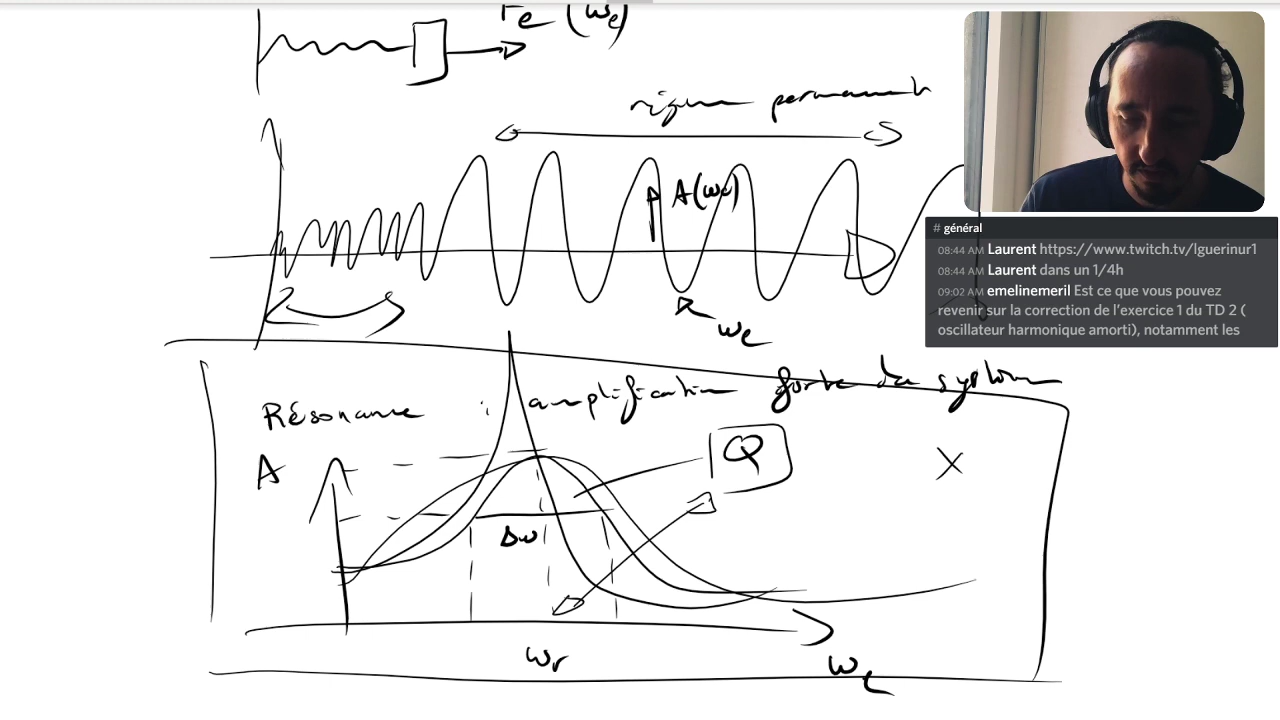 Fe (ωe)
régime permanent
A(ωe)
ωe
# général
08:44 AM Laurent https://www.twitch.tv/lguerinur1
08:44 AM Laurent dans un 1/4h
09:02 AM emelinemeril Est ce que vous pouvez
revenir sur la correction de l'exercice 1 du TD 2 (
oscillateur harmonique amorti), notamment les
Résonance : amplification forte du système
A
Q
X
Δω
ωr
ωe